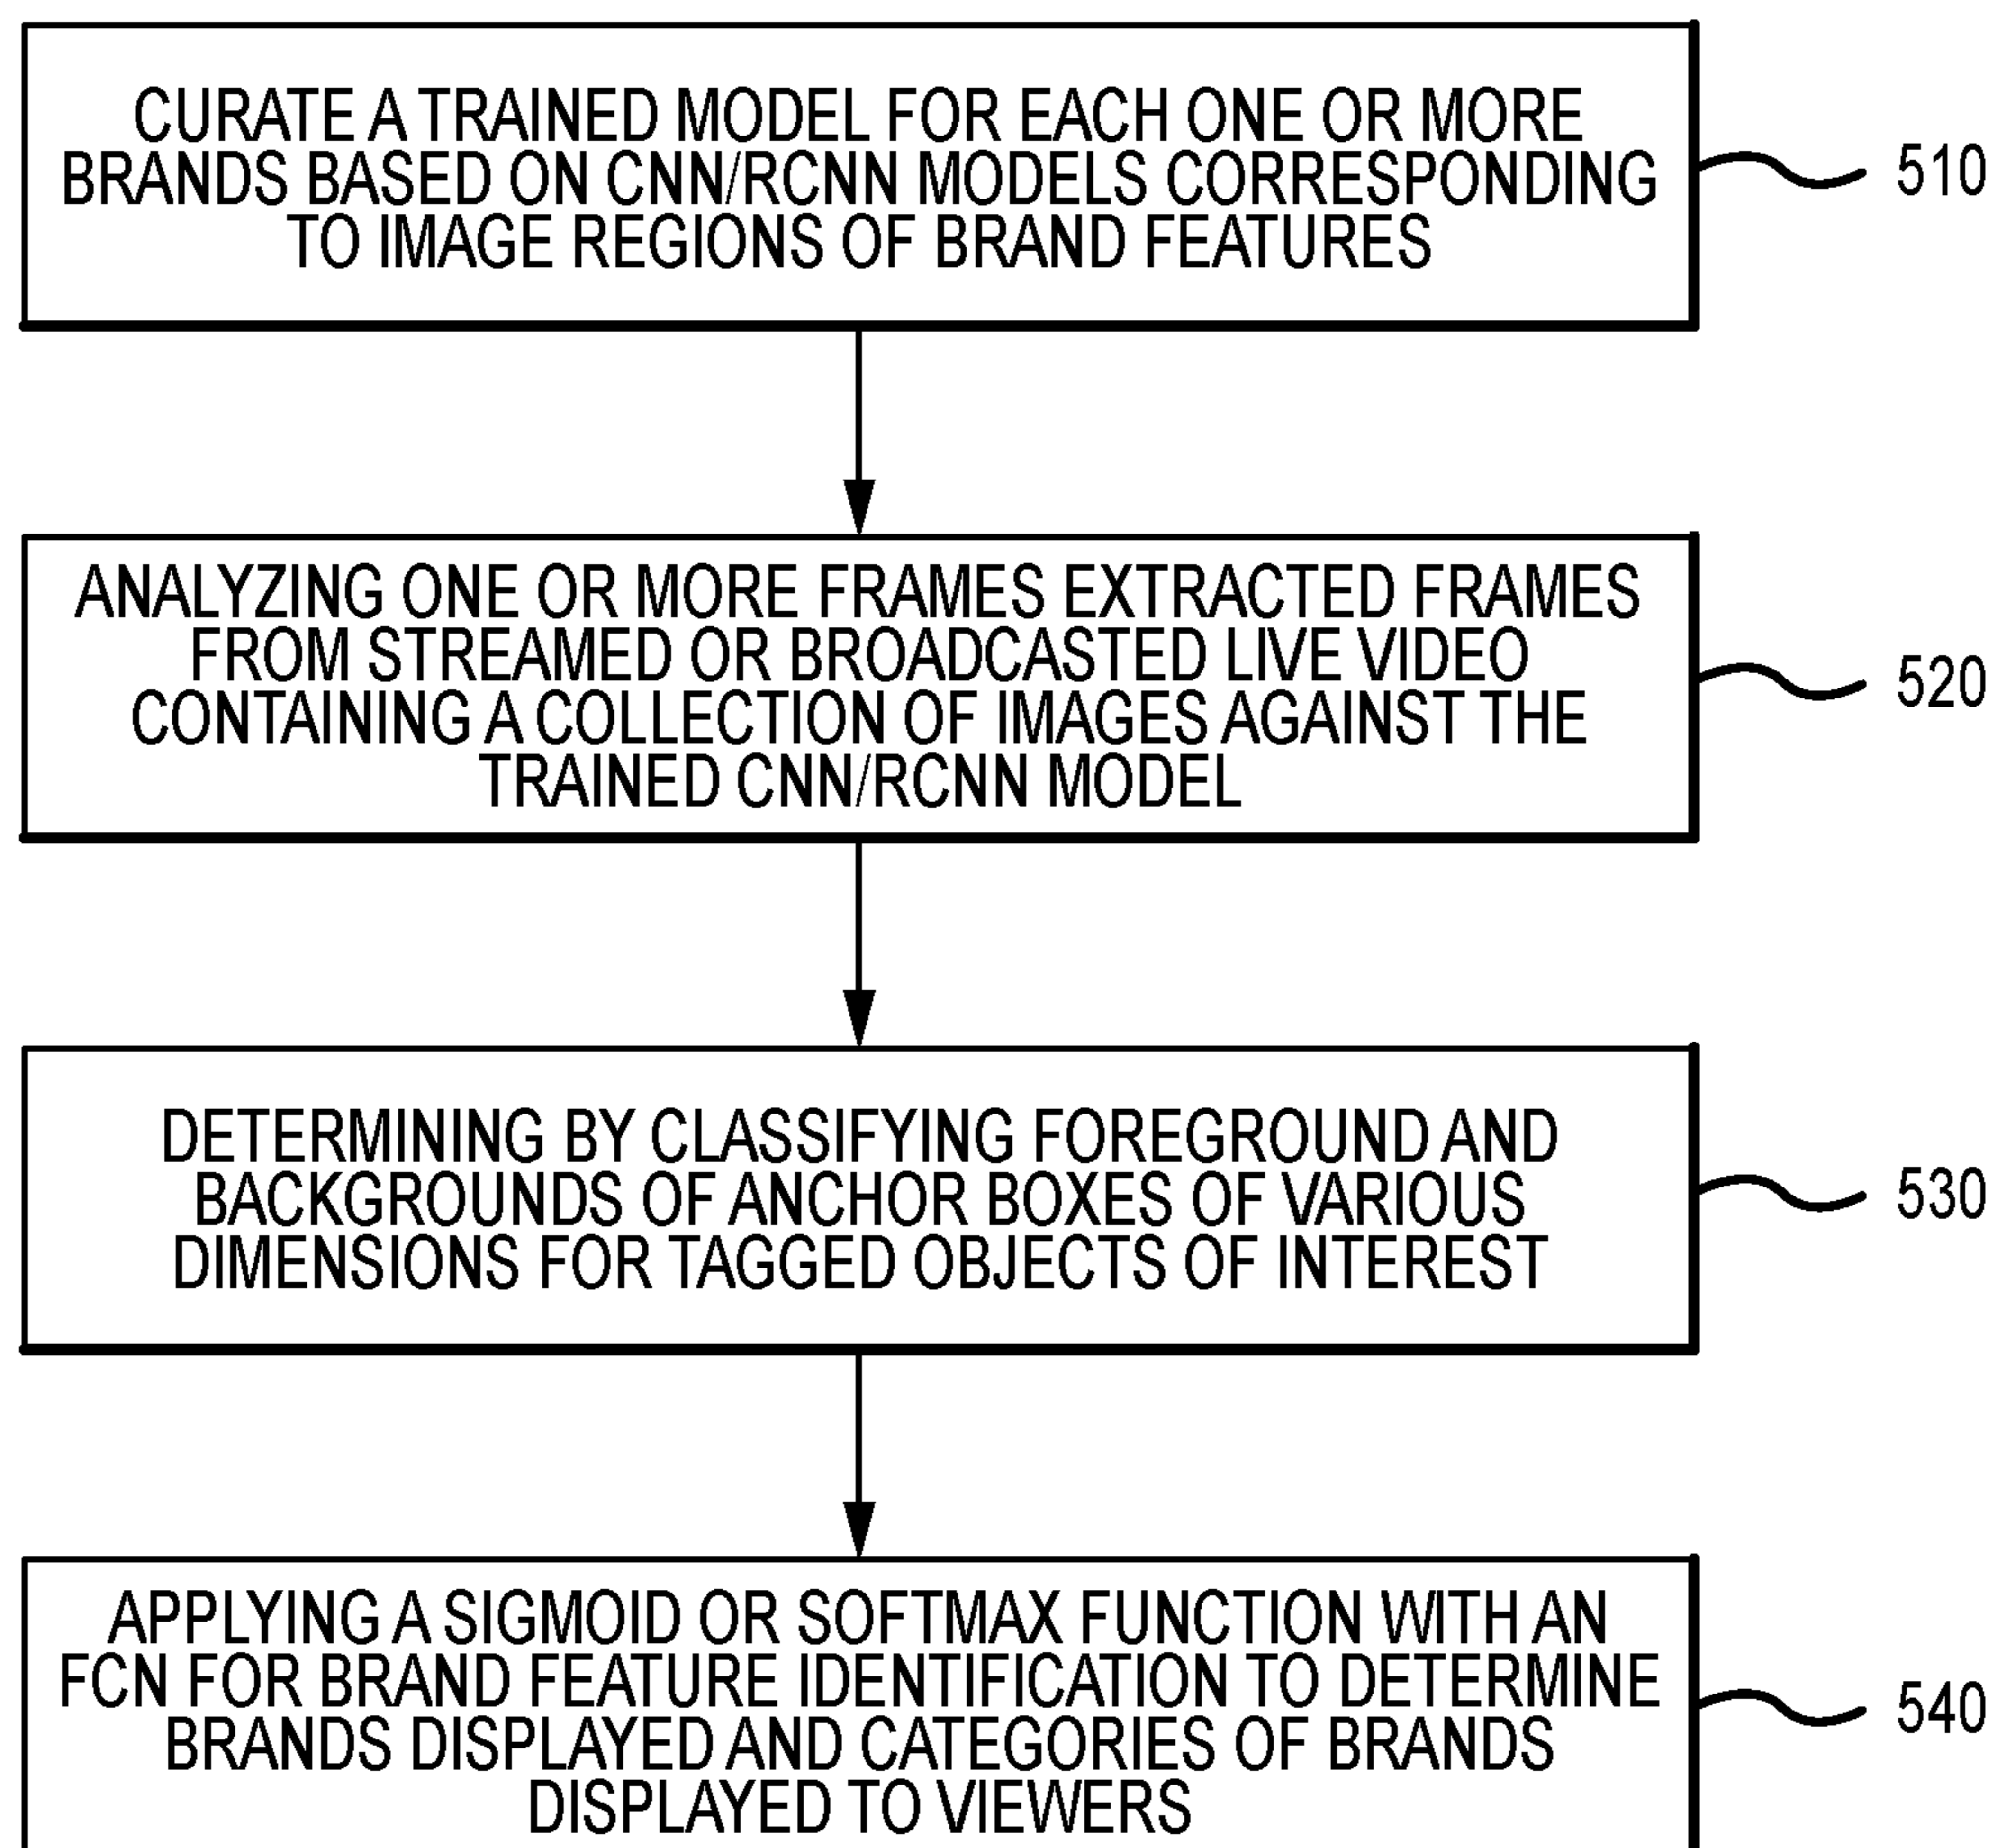 CURATE A TRAINED MODEL FOR EACH ONE OR MORE
BRANDS BASED ON CNN/RCNN MODELS CORRESPONDING
TO IMAGE REGIONS OF BRAND FEATURES
510
ANALYZING ONE OR MORE FRAMES EXTRACTED FRAMES
FROM STREAMED OR BROADCASTED LIVE VIDEO
CONTAINING A COLLECTION OF IMAGES AGAINST THE
TRAINED CNN/RCNN MODEL
520
DETERMINING BY CLASSIFYING FOREGROUND AND
BACKGROUNDS OF ANCHOR BOXES OF VARIOUS
DIMENSIONS FOR TAGGED OBJECTS OF INTEREST
530
APPLYING A SIGMOID OR SOFTMAX FUNCTION WITH AN
FCN FOR BRAND FEATURE IDENTIFICATION TO DETERMINE
BRANDS DISPLAYED AND CATEGORIES OF BRANDS
DISPLAYED TO VIEWERS
540